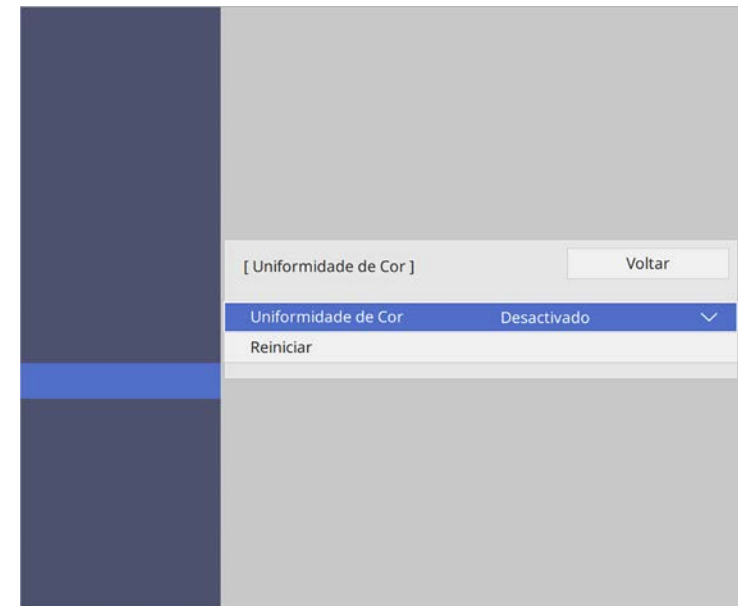 [ Uniformidade de Cor ] Voltar
Uniformidade de Cor Desactivado
Reiniciar